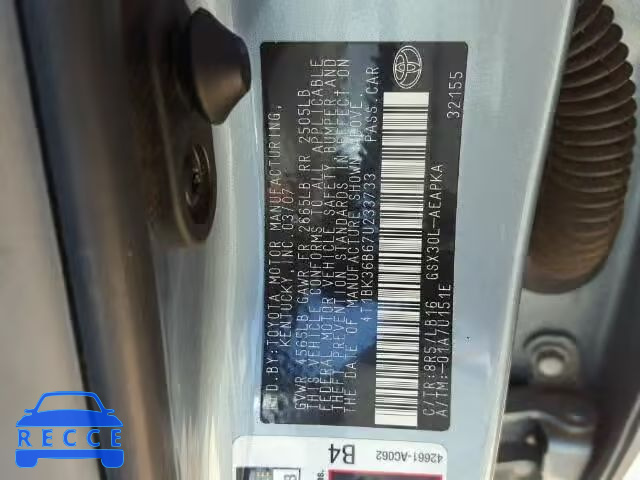 FD.BY:TOYOTA MOTOR MANUFACTURING,
KENTUCKY, INC. 03/07
GVWR 4565LB GAWR FR 2665LB RR 2505LB
THIS VEHICLE CONFORMS TO ALL APPLICABLE
FEDERAL MOTOR VEHICLE SAFETY, BUMPER AND
THEFT PREVENTION STANDARDS IN EFFECT ON
THE DATE OF MANUFACTURE SHOWN ABOVE.
4T1BK36B67U233733 PASS.CAR
C/TR:8R5/LB16 GSX30L-AEAPKA
A/TM:-01A/U151E 32155
42661-AC062
B4
RECCE